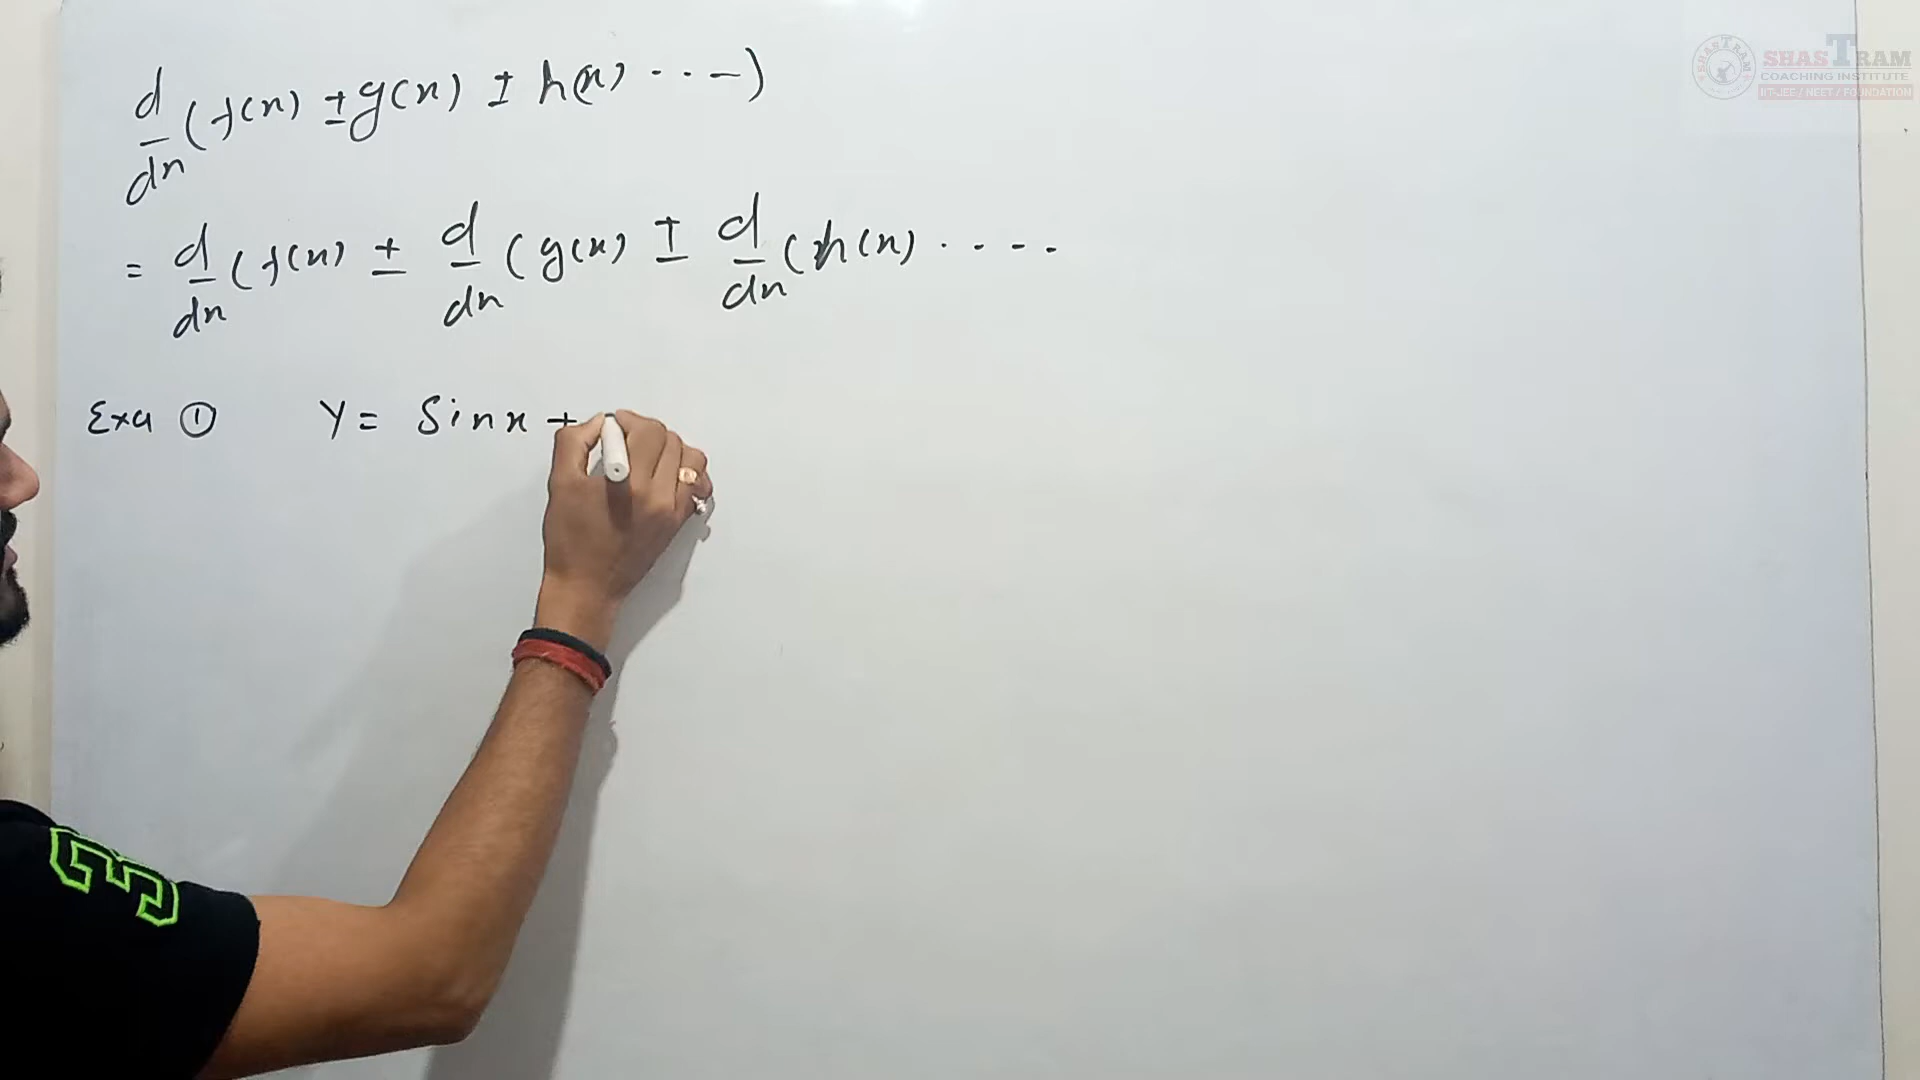 d/dx (f(x) ± g(x) ± h(x) ....)
= d/dx (f(x) ± d/dx (g(x) ± d/dx (h(x) ....
Exa ① Y = Sinx +
SHASTRAM
COACHING INSTITUTE
IIT-JEE / NEET / FOUNDATION